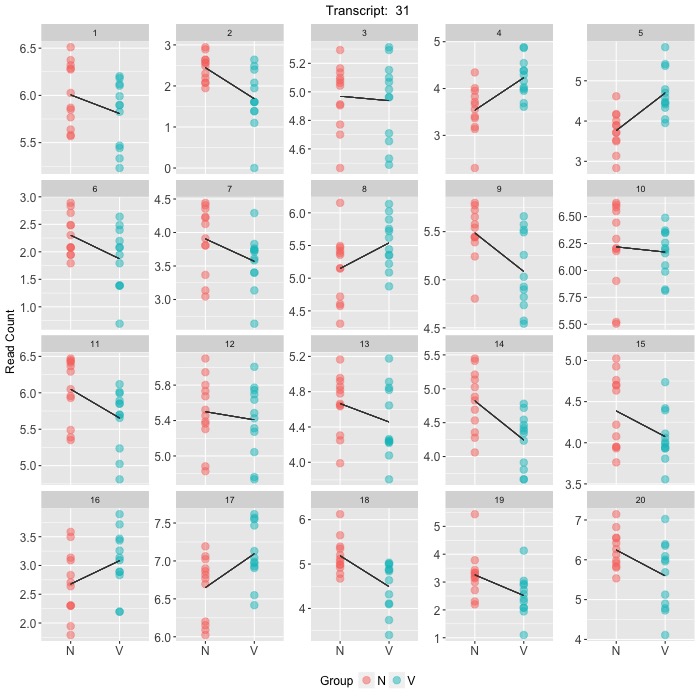 Transcript: 31
1 2 3 4 5
6.5 3 5.2 5 5
6.0 2 5.0 4 4
5.5 1 4.8 3 3
0 4.6
6 7 8 9 10
3.0 4.5 6.0 5.5 6.50
2.5 4.0 5.5 5.0 6.25
2.0 3.5 5.0 4.5 6.00
1.5 3.0 4.5 5.75
1.0 5.50
Read Count
11 12 13 14 15
6.5 5.8 5.2 5.5 5.0
6.0 5.4 4.8 5.0 4.5
5.5 5.0 4.4 4.5 4.0
5.0 4.0 4.0 3.5
16 17 18 19 20
3.5 7.5 6 5 7
3.0 7.0 5 4 6
2.5 6.5 4 3 5
2.0 6.0 2 4
1
N V N V N V N V N V
Group N V